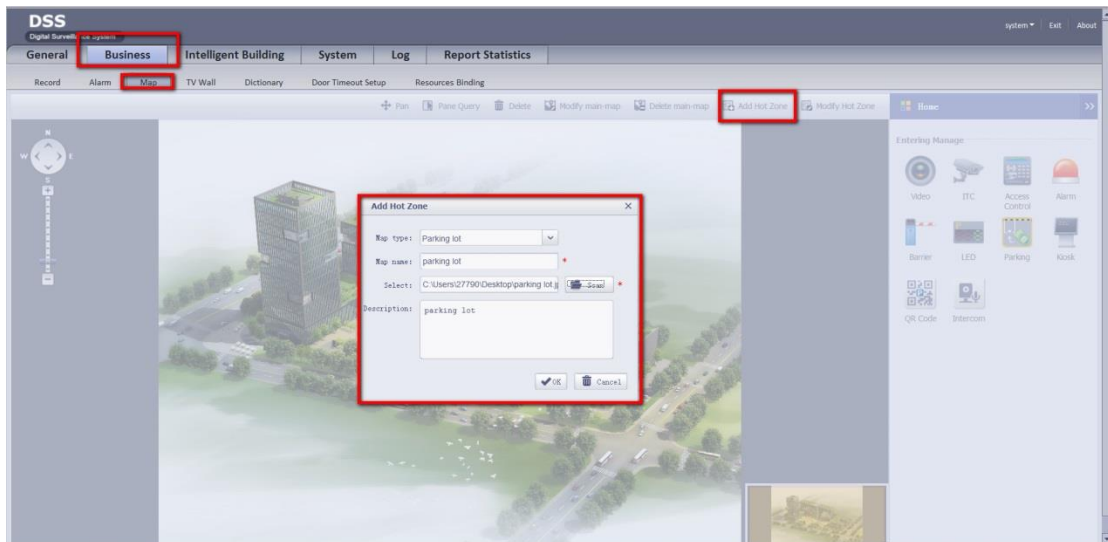 DSS
Digital Surveillance System
system Exit About
General Business Intelligent Building System Log Report Statistics
Record Alarm Map TV Wall Dictionary Door Timeout Setup Resources Binding
Pan Pane Query Delete Modify main-map Delete main-map Add Hot Zone Modify Hot Zone Home >>
N
W E
S
Entering Manage
Video ITC Access Control Alarm
Barrier LED Parking Kiosk
QR Code Intercom
Add Hot Zone X
Map type: Parking lot
Map name: parking lot *
Select: C:\Users\27790\Desktop\parking lot.j Scan *
Description: parking lot
OK Cancel